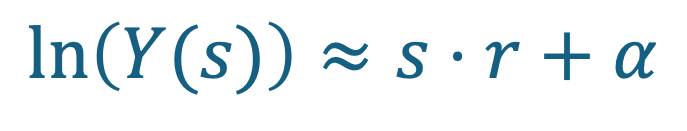 ln(Y(s)) ≈ s · r + α